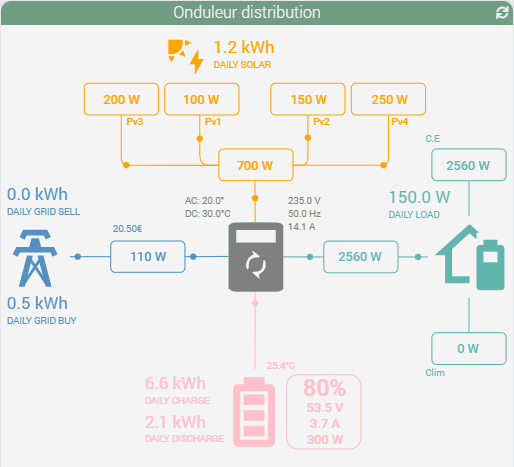 Onduleur distribution
1.2 kWh
DAILY SOLAR
200 W
100 W
150 W
250 W
Pv3
Pv1
Pv2
Pv4
700 W
C.E
2560 W
0.0 kWh
DAILY GRID SELL
AC: 20.0°
DC: 30.0°C
235.0 V
50.0 Hz
14.1 A
150.0 W
DAILY LOAD
20.50€
110 W
2560 W
0.5 kWh
DAILY GRID BUY
0 W
Clim
25.4°C
6.6 kWh
DAILY CHARGE
2.1 kWh
DAILY DISCHARGE
80%
53.5 V
3.7 A
300 W